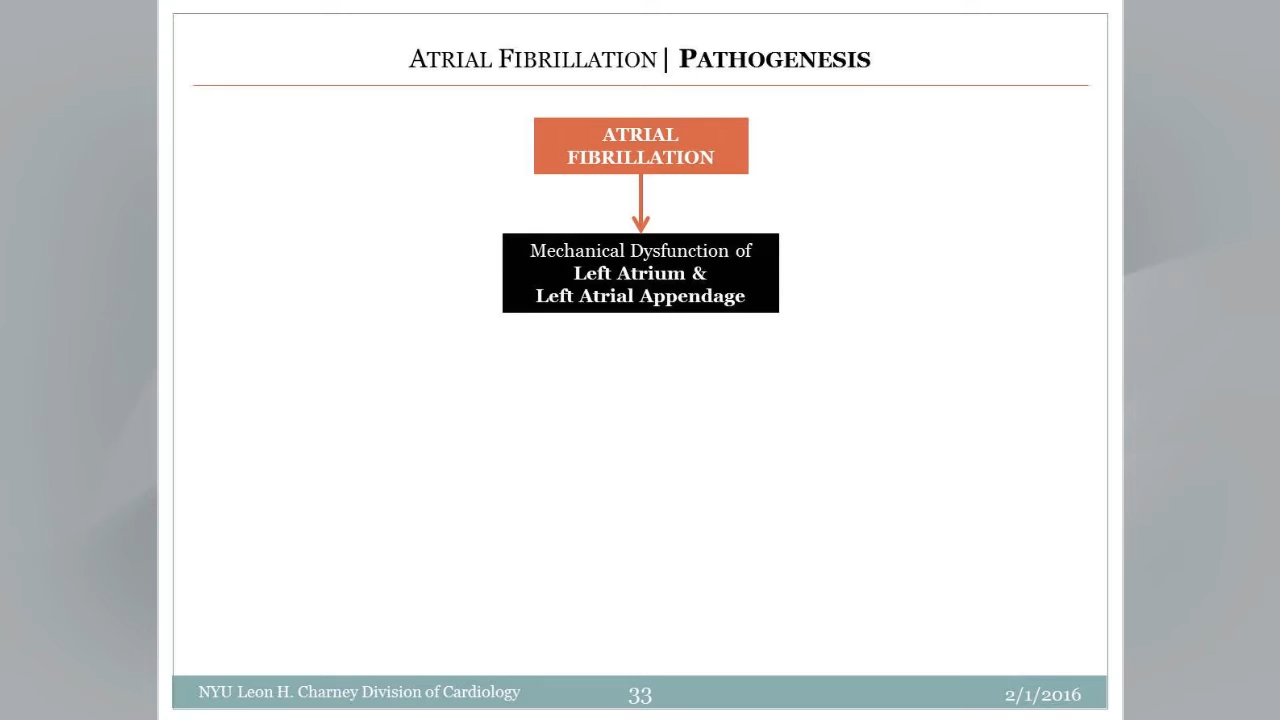 ATRIAL FIBRILLATION| PATHOGENESIS
ATRIAL
FIBRILLATION
Mechanical Dysfunction of
Left Atrium &
Left Atrial Appendage
NYU Leon H. Charney Division of Cardiology
33
2/1/2016